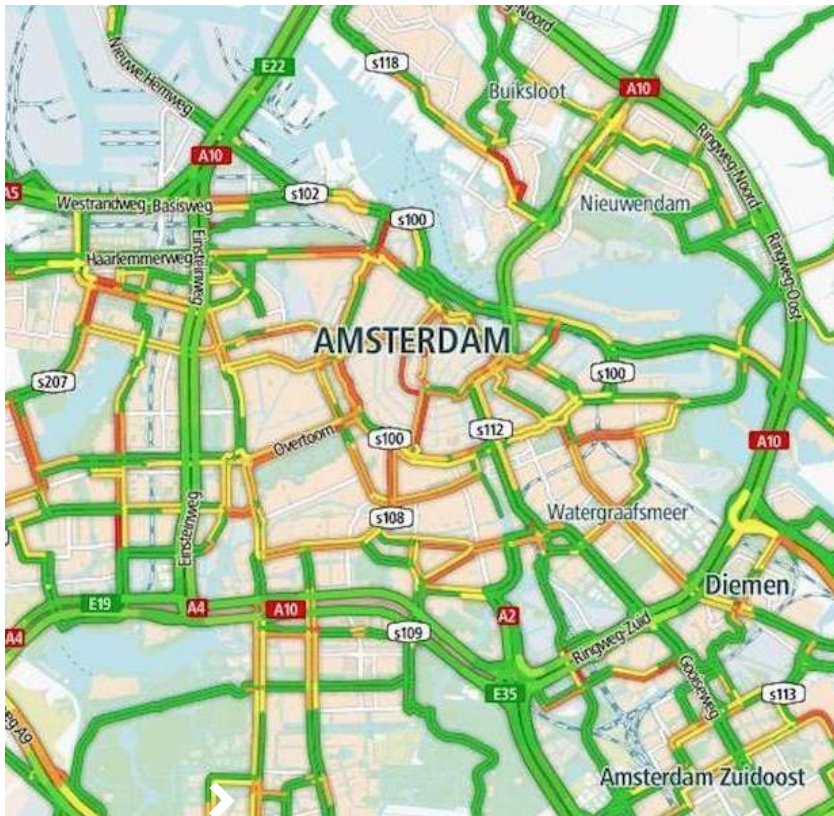 Nieuwe Hemweg
E22
s118
Buiksloot
A10
g-Noord
A10
A5
Westrandweg-Basisweg
s102
s100
Nieuwendam
Ringweg-Noord
Haarlemmerweg
Einsteinweg
Ringweg-Oost
AMSTERDAM
s207
s100
Overtoom
s100
s112
A10
Einsteinweg
s108
Watergraafsmeer
E19
A4
A10
A2
Diemen
A4
s109
Ringweg-Zuid
E35
Gooiseweg
s113
eg A9
Amsterdam Zuidoost